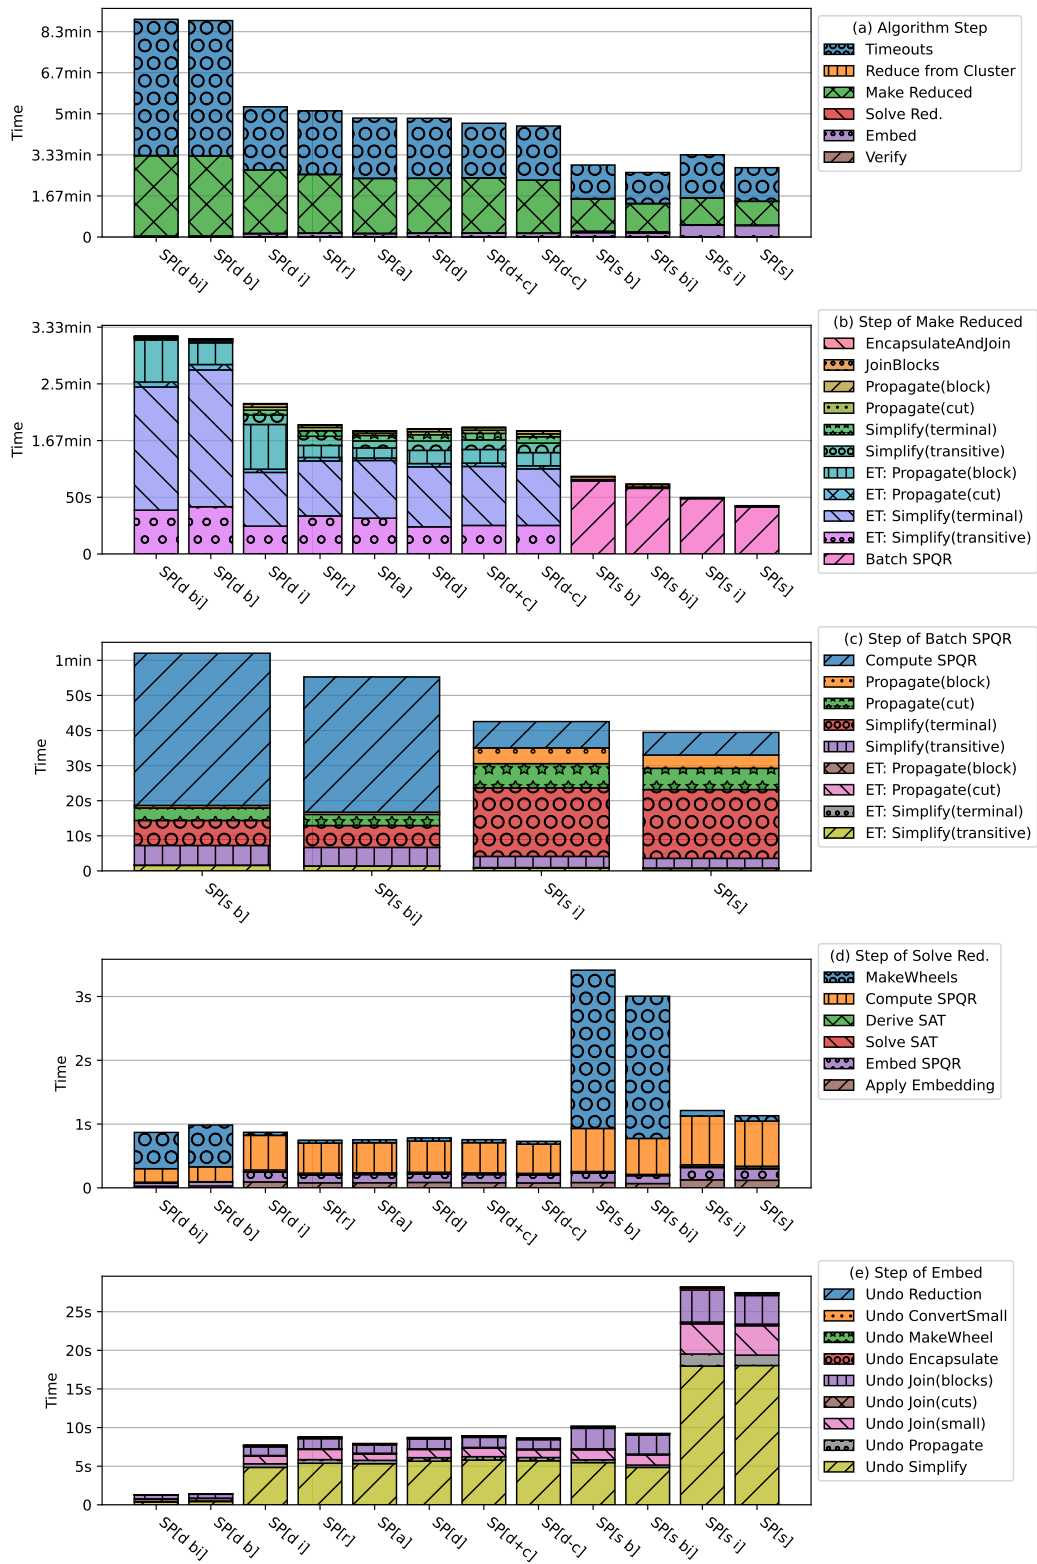 (a) Algorithm Step
Timeouts
Reduce from Cluster
Make Reduced
Solve Red.
Embed
Verify
Time
8.3min
6.7min
5min
3.33min
1.67min
0
SP[d bi]
SP[d b]
SP[d i]
SP[r]
SP[a]
SP[d]
SP[d+c]
SP[d-c]
SP[s b]
SP[s bi]
SP[s i]
SP[s]
(b) Step of Make Reduced
EncapsulateAndJoin
JoinBlocks
Propagate(block)
Propagate(cut)
Simplify(terminal)
Simplify(transitive)
ET: Propagate(block)
ET: Propagate(cut)
ET: Simplify(terminal)
ET: Simplify(transitive)
Batch SPQR
Time
3.33min
2.5min
1.67min
50s
0
SP[d bi]
SP[d b]
SP[d i]
SP[r]
SP[a]
SP[d]
SP[d+c]
SP[d-c]
SP[s b]
SP[s bi]
SP[s i]
SP[s]
(c) Step of Batch SPQR
Compute SPQR
Propagate(block)
Propagate(cut)
Simplify(terminal)
Simplify(transitive)
ET: Propagate(block)
ET: Propagate(cut)
ET: Simplify(terminal)
ET: Simplify(transitive)
Time
1min
50s
40s
30s
20s
10s
0
SP[s b]
SP[s bi]
SP[s i]
SP[s]
(d) Step of Solve Red.
MakeWheels
Compute SPQR
Derive SAT
Solve SAT
Embed SPQR
Apply Embedding
Time
3s
2s
1s
0
SP[d bi]
SP[d b]
SP[d i]
SP[r]
SP[a]
SP[d]
SP[d+c]
SP[d-c]
SP[s b]
SP[s bi]
SP[s i]
SP[s]
(e) Step of Embed
Undo Reduction
Undo ConvertSmall
Undo MakeWheel
Undo Encapsulate
Undo Join(blocks)
Undo Join(cuts)
Undo Join(small)
Undo Propagate
Undo Simplify
Time
25s
20s
15s
10s
5s
0
SP[d bi]
SP[d b]
SP[d i]
SP[r]
SP[a]
SP[d]
SP[d+c]
SP[d-c]
SP[s b]
SP[s bi]
SP[s i]
SP[s]